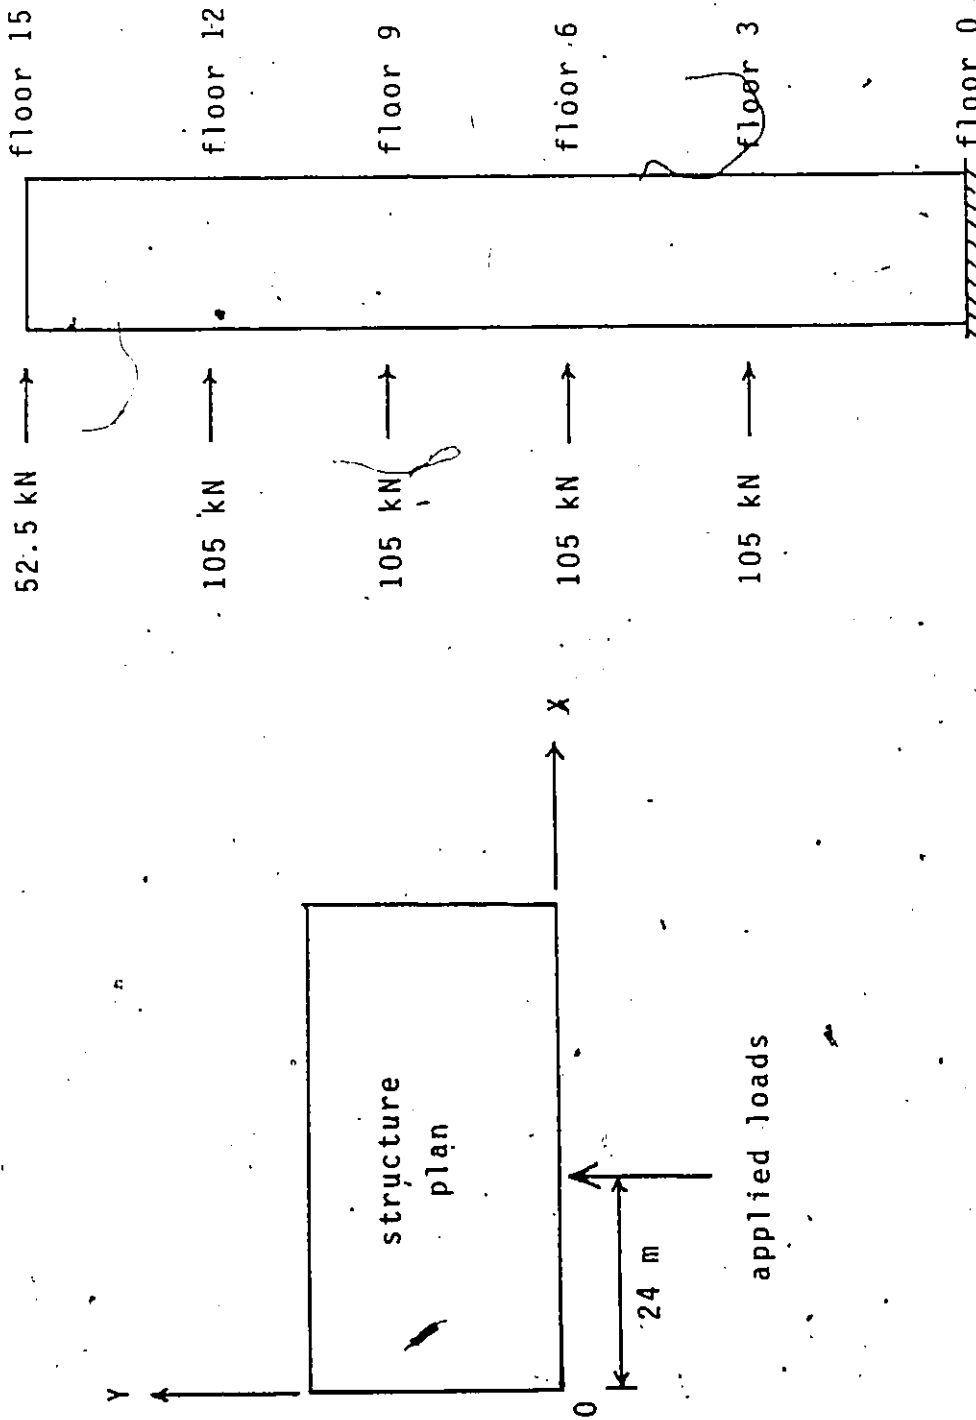 Y
structure
plan
X
O
24 m
applied loads
52.5 kN
floor 15
105 kN
floor 12
105 kN
floor 9
105 kN
floor 6
105 kN
floor 3
floor 0